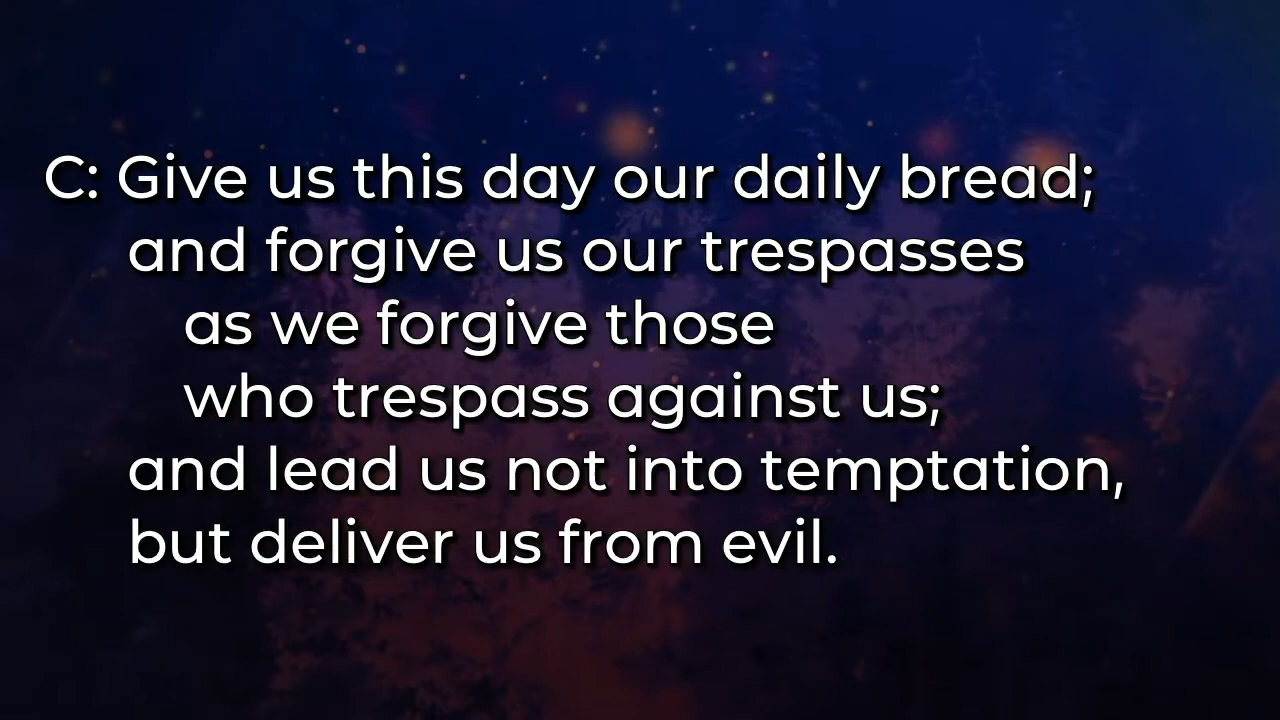 C: Give us this day our daily bread;
and forgive us our trespasses
as we forgive those
who trespass against us;
and lead us not into temptation,
but deliver us from evil.